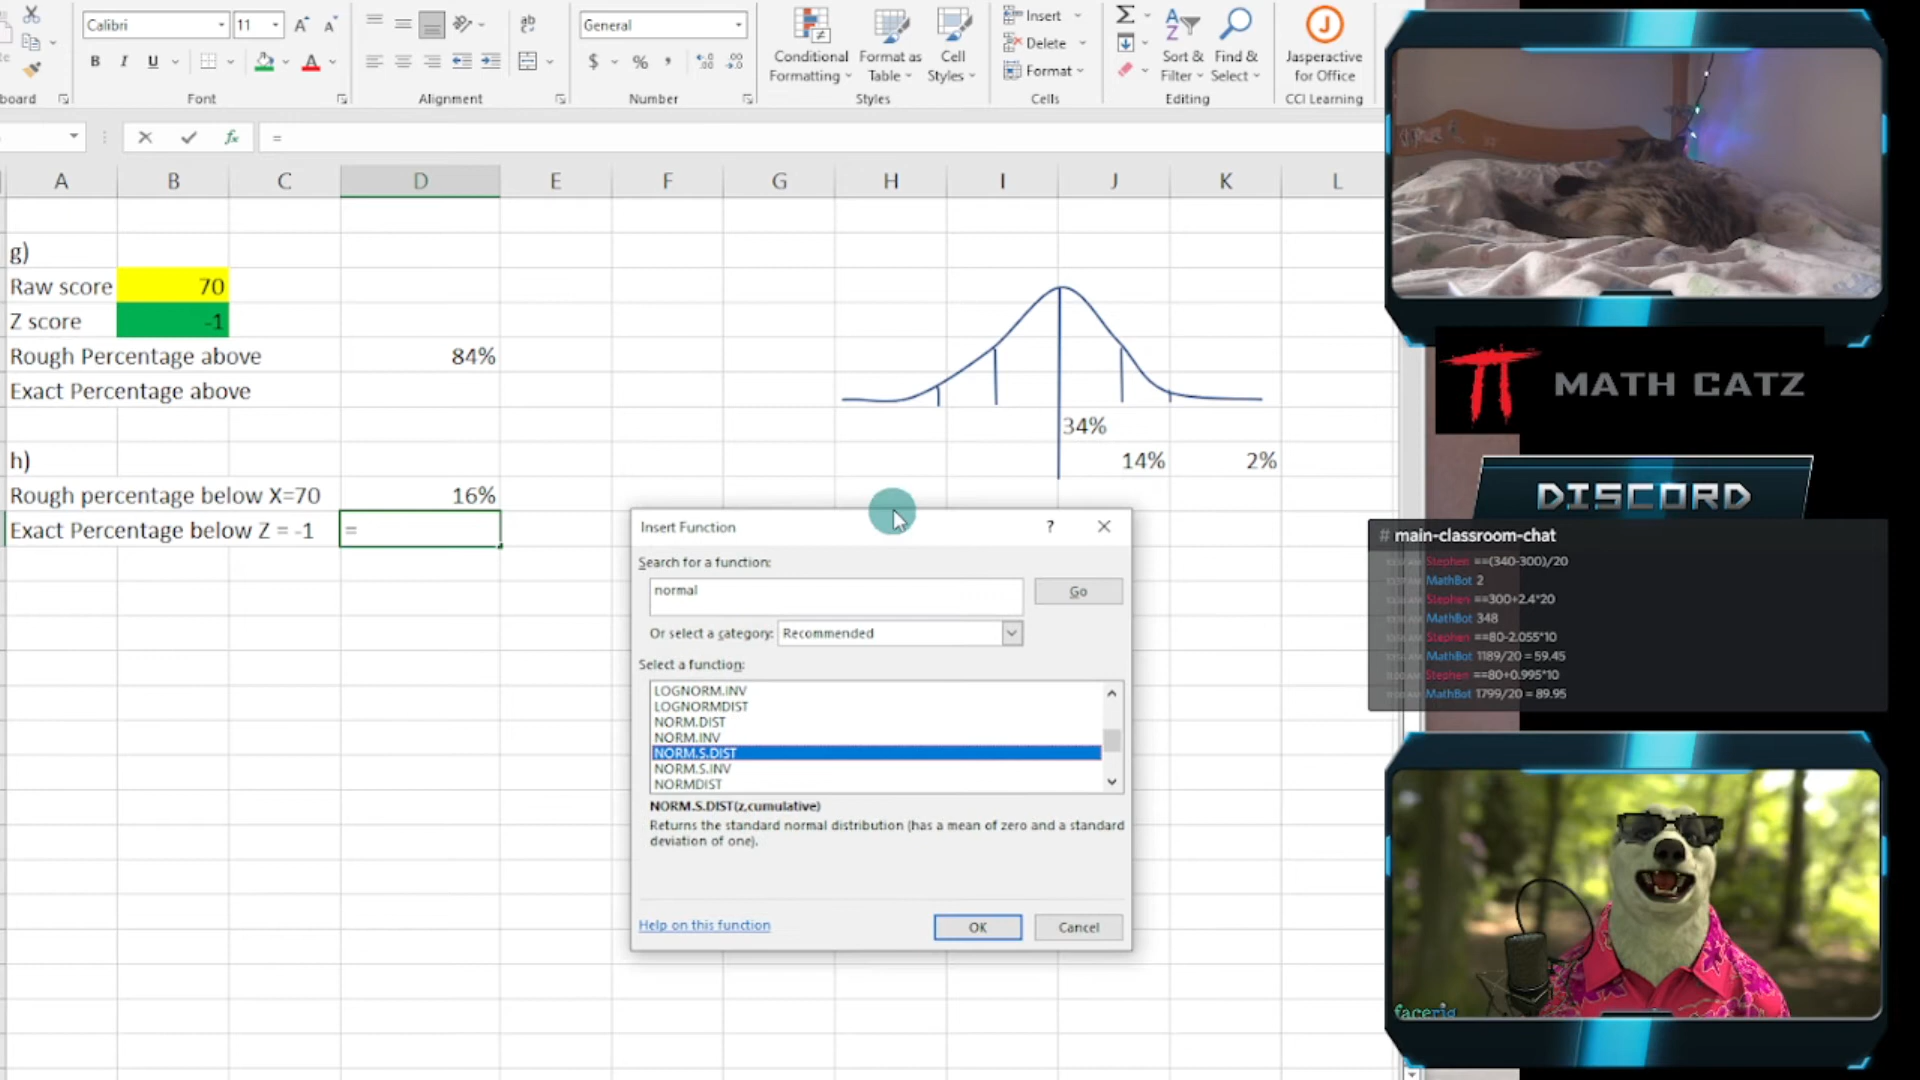 Calibri 11 General
Conditional Formatting Format as Table Cell Styles
Insert
Delete
Format
Sort & Filter Find & Select
Jasperactive for Office
B I U $ %
board Font Alignment Number Styles Cells Editing CCI Learning
fx =
A B C D E F G H I J K L
g)
Raw score 70
Z score -1
Rough Percentage above 84%
Exact Percentage above
34%
h) 14% 2%
Rough percentage below X=70 16%
Exact Percentage below Z = -1 =
Insert Function ?
Search for a function:
normal Go
Or select a category: Recommended
Select a function:
LOGNORM.INV
LOGNORMDIST
NORM.DIST
NORM.INV
NORM.S.DIST
NORM.S.INV
NORMDIST
NORM.S.DIST(z,cumulative)
Returns the standard normal distribution (has a mean of zero and a standard
deviation of one).
Help on this function OK Cancel
MATH CATZ
DISCORD
# main-classroom-chat
Stephen ==(340-300)/20
MathBot 2
Stephen ==300+2.4*20
MathBot 348
Stephen ==80-2.055*10
MathBot 1189/20 = 59.45
Stephen ==80+0.995*10
MathBot 1799/20 = 89.95
facerig